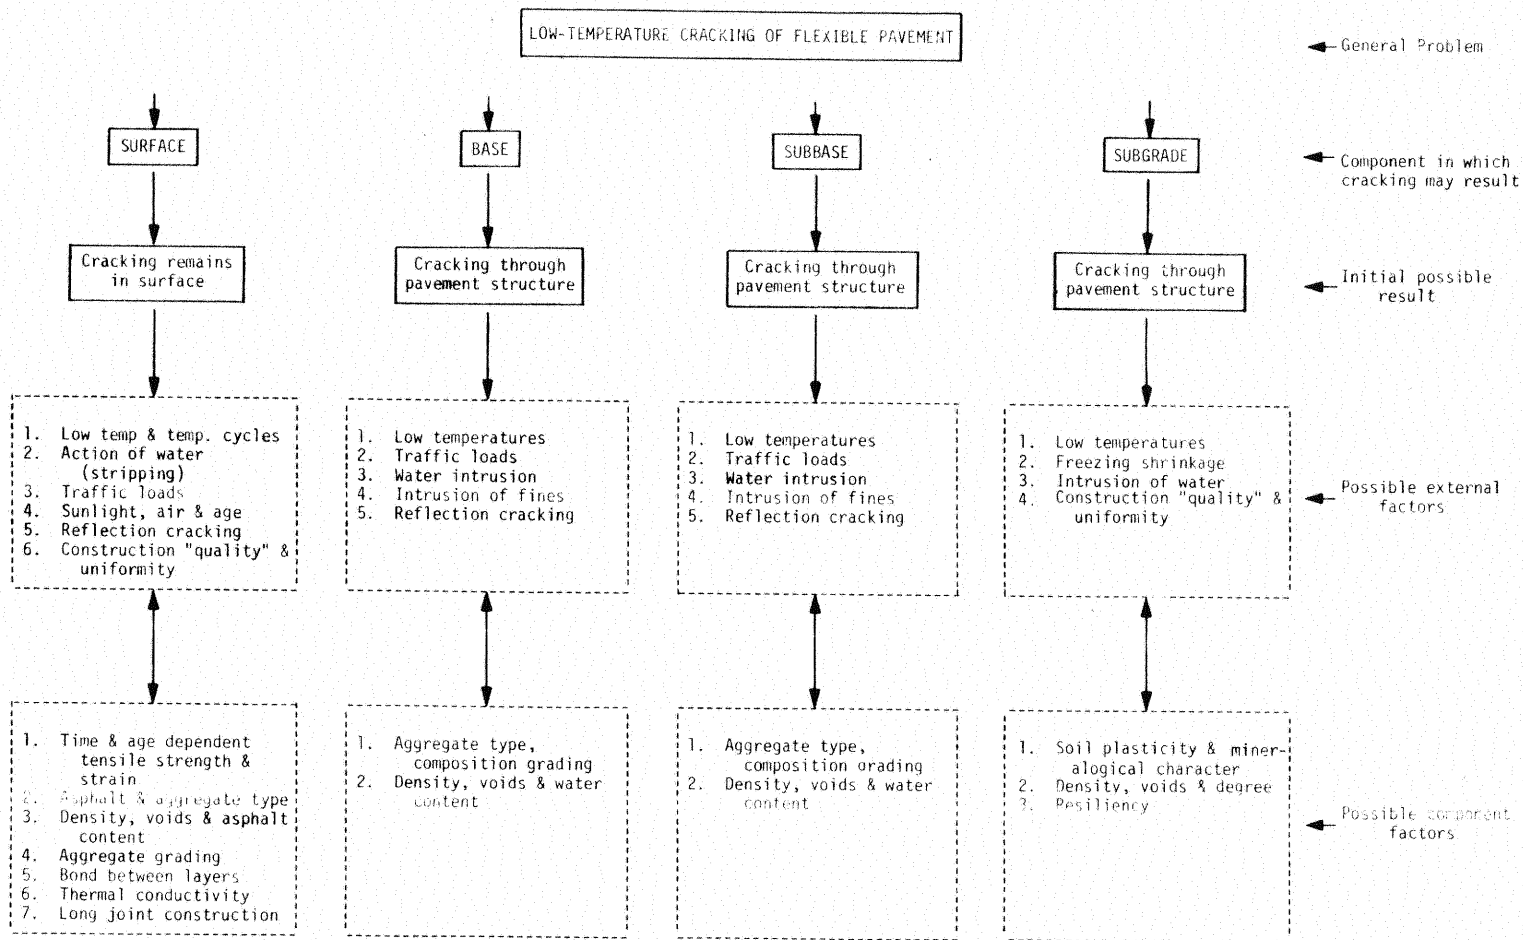 LOW-TEMPERATURE CRACKING OF FLEXIBLE PAVEMENT
General Problem
SURFACE
BASE
SUBBASE
SUBGRADE
Component in which
cracking may result
Cracking remains
in surface
Cracking through
pavement structure
Cracking through
pavement structure
Cracking through
pavement structure
Initial possible
result
1. Low temp & temp. cycles
2. Action of water
(stripping)
3. Traffic loads
4. Sunlight, air & age
5. Reflection cracking
6. Construction "quality" &
uniformity
1. Low temperatures
2. Traffic loads
3. Water intrusion
4. Intrusion of fines
5. Reflection cracking
1. Low temperatures
2. Traffic loads
3. Water intrusion
4. Intrusion of fines
5. Reflection cracking
1. Low temperatures
2. Freezing shrinkage
3. Intrusion of water
4. Construction "quality" &
uniformity
Possible external
factors
1. Time & age dependent
tensile strength &
strain
2. Asphalt & aggregate type
3. Density, voids & asphalt
content
4. Aggregate grading
5. Bond between layers
6. Thermal conductivity
7. Long joint construction
1. Aggregate type,
composition grading
2. Density, voids & water
content
1. Aggregate type,
composition grading
2. Density, voids & water
content
1. Soil plasticity & miner-
alogical character
2. Density, voids & degree
3. Resiliency
Possible component
factors